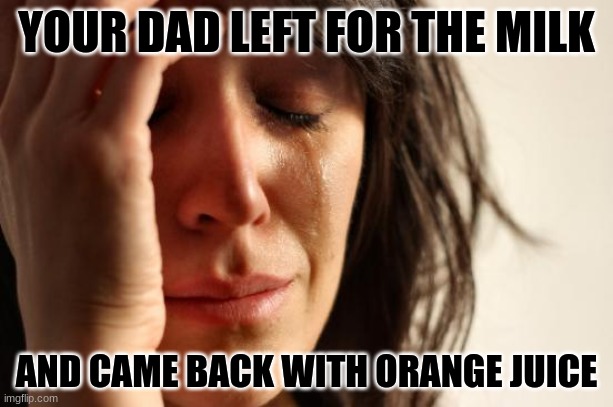 YOUR DAD LEFT FOR THE MILK
AND CAME BACK WITH ORANGE JUICE
imgflip.com